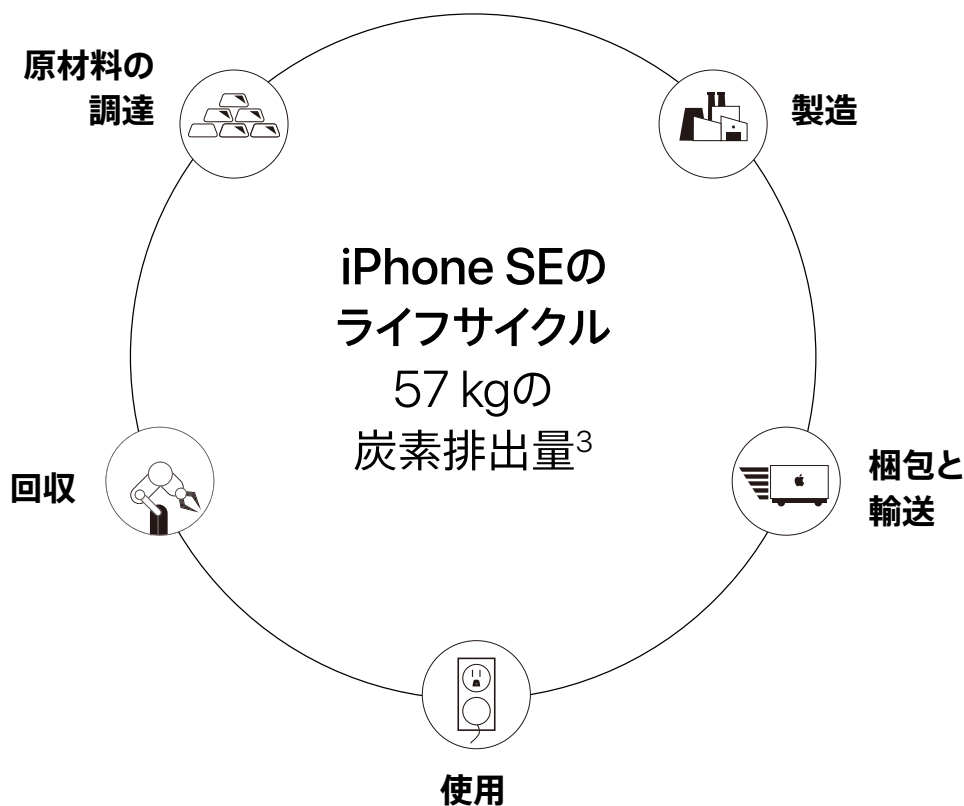 原材料の
調達
製造
iPhone SEの
ライフサイクル
57 kgの
炭素排出量3
回収
梱包と
輸送
使用